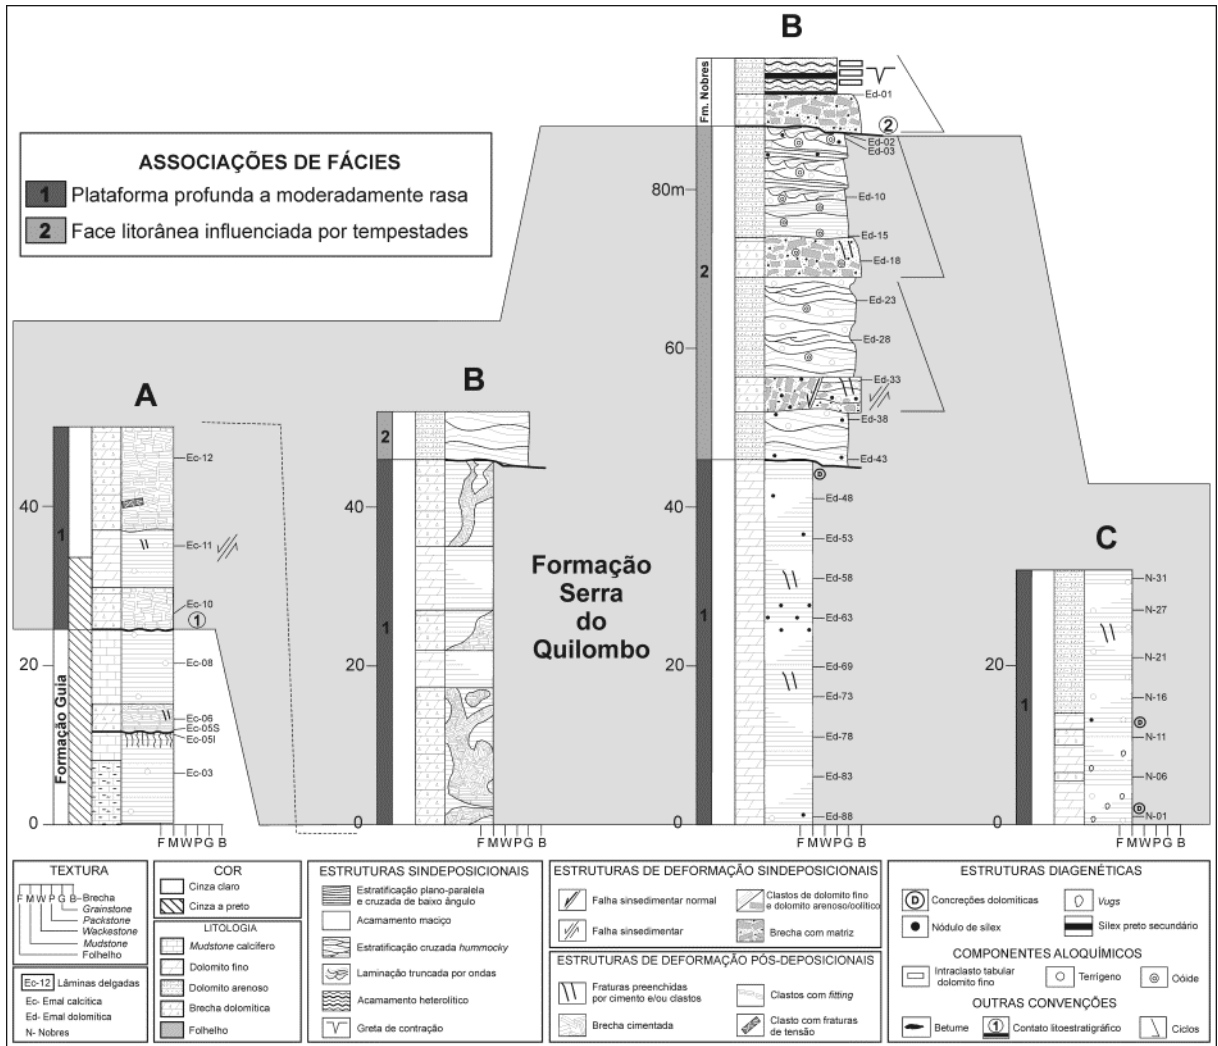 B
Fm. Nobres
Ed-01
2
Ed-02
Ed-03
80m
Ed-10
Ed-15
Ed-18
2
Ed-23
60
Ed-28
Ed-33
Ed-38
Ed-43
D
40
Ed-48
Ed-53
Ed-58
1
Ed-63
20
Ed-69
Ed-73
Ed-78
Ed-83
0
Ed-88
F M W P G B
ASSOCIAÇÕES DE FÁCIES
1 Plataforma profunda a moderadamente rasa
2 Face litorânea influenciada por tempestades
A
Ec-12
40
1
Ec-11
Ec-10
1
20
Ec-08
Formação Guia
Ec-06
Ec-05S
Ec-05I
Ec-03
0
F M W P G B
B
2
40
20
1
0
F M W P G B
Formação
Serra
do
Quilombo
C
N-31
N-27
20
N-21
1
N-16
D
N-11
N-06
D
0
N-01
F M W P G B
TEXTURA
F M W P G B
Brecha
Grainstone
Packstone
Wackestone
Mudstone
Folhelho
Ec-12 Lâminas delgadas
Ec- Emal calcítica
Ed- Emal dolomítica
N- Nobres
COR
Cinza claro
Cinza a preto
LITOLOGIA
Mudstone calcífero
Dolomito fino
Dolomito arenoso
Brecha dolomítica
Folhelho
ESTRUTURAS SINDEPOSICIONAIS
Estratificação plano-paralela
e cruzada de baixo ângulo
Acamamento maciço
Estratificação cruzada hummocky
Laminação truncada por ondas
Acamamento heterolítico
Greta de contração
ESTRUTURAS DE DEFORMAÇÃO SINDEPOSICIONAIS
Falha sinsedimentar normal
Falha sinsedimentar
Clastos de dolomito fino
e dolomito arenoso/oolítico
Brecha com matriz
ESTRUTURAS DE DEFORMAÇÃO PÓS-DEPOSICIONAIS
Fraturas preenchidas
por cimento e/ou clastos
Brecha cimentada
Clastos com fitting
Clasto com fraturas
de tensão
ESTRUTURAS DIAGENÉTICAS
D Concreções dolomíticas
Nódulo de sílex
Vugs
Sílex preto secundário
COMPONENTES ALOQUÍMICOS
Intraclasto tabular
dolomito fino
Terrígeno
Oóide
OUTRAS CONVENÇÕES
Betume
1 Contato litoestratigráfico
Ciclos